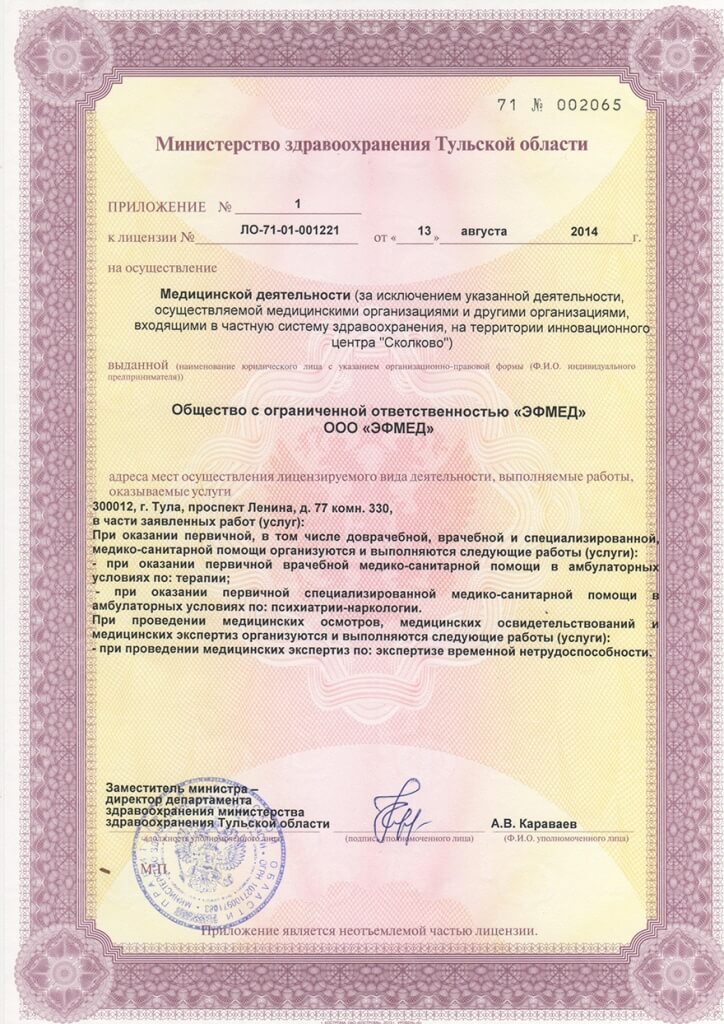 71 № 002065
Министерство здравоохранения Тульской области
ПРИЛОЖЕНИЕ № 1
к лицензии № ЛО-71-01-001221 от « 13 » августа 2014 г.
на осуществление
Медицинской деятельности (за исключением указанной деятельности,
осуществляемой медицинскими организациями и другими организациями,
входящими в частную систему здравоохранения, на территории инновационного
центра "Сколково")
выданной (наименование юридического лица с указанием организационно-правовой формы (Ф.И.О. индивидуального
предпринимателя))
Общество с ограниченной ответственностью «ЭФМЕД»
ООО «ЭФМЕД»
адреса мест осуществления лицензируемого вида деятельности, выполняемые работы,
оказываемые услуги
300012, г. Тула, проспект Ленина, д. 77 комн. 330,
в части заявленных работ (услуг):
При оказании первичной, в том числе доврачебной, врачебной и специализированной,
медико-санитарной помощи организуются и выполняются следующие работы (услуги):
- при оказании первичной врачебной медико-санитарной помощи в амбулаторных
условиях по: терапии;
- при оказании первичной специализированной медико-санитарной помощи в
амбулаторных условиях по: психиатрии-наркологии.
При проведении медицинских осмотров, медицинских освидетельствований и
медицинских экспертиз организуются и выполняются следующие работы (услуги):
- при проведении медицинских экспертиз по: экспертизе временной нетрудоспособности.
Заместитель министра –
директор департамента
здравоохранения министерства
здравоохранения Тульской области
А.В. Караваев
(должность уполномоченного лица)
(подпись уполномоченного лица)
(Ф.И.О. уполномоченного лица)
М.П.
Приложение является неотъемлемой частью лицензии.